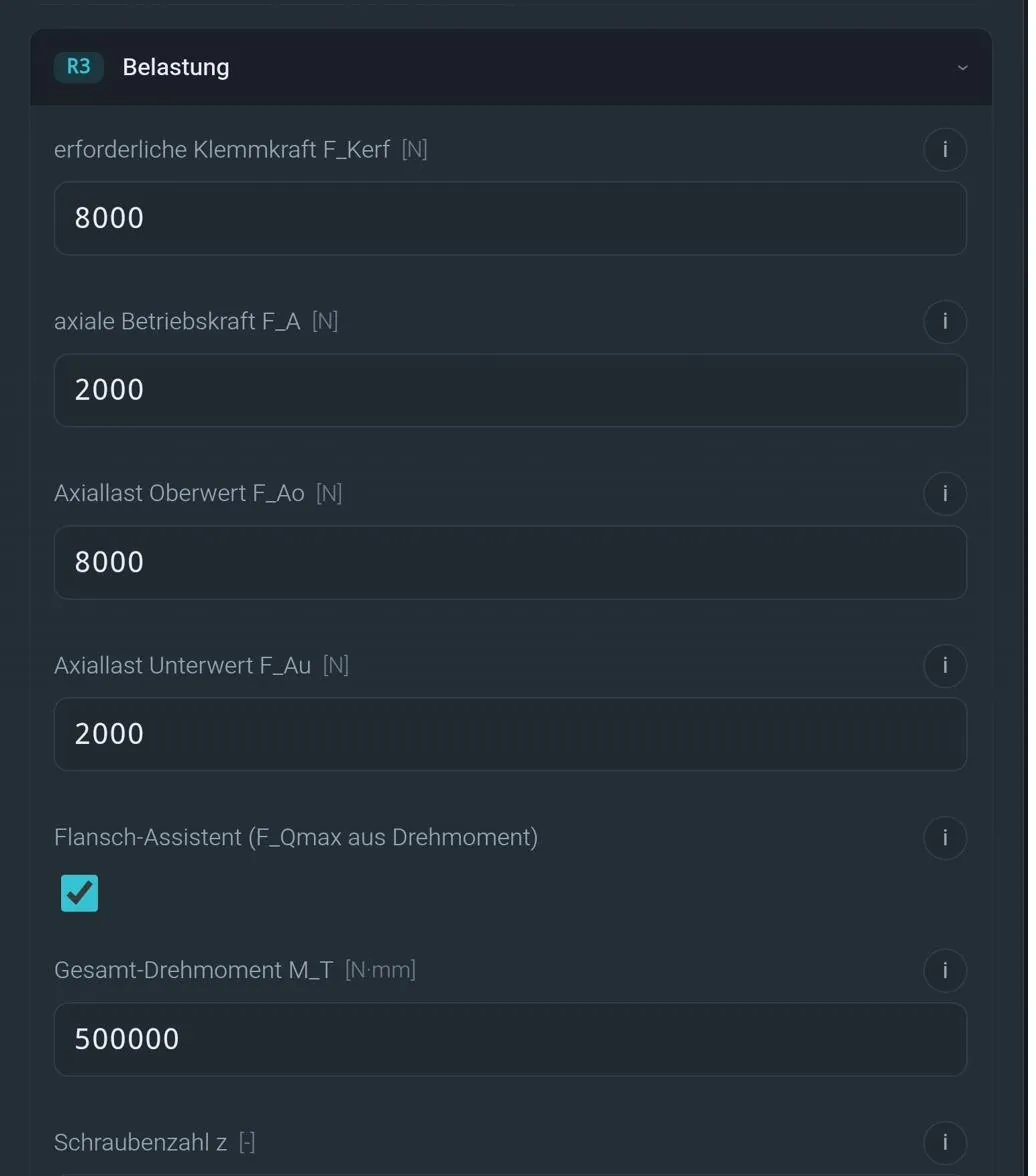 R3 Belastung
erforderliche Klemmkraft F_Kerf [N]
i
8000
axiale Betriebskraft F_A [N]
i
2000
Axiallast Oberwert F_Ao [N]
i
8000
Axiallast Unterwert F_Au [N]
i
2000
Flansch-Assistent (F_Qmax aus Drehmoment)
i
Gesamt-Drehmoment M_T [N·mm]
i
500000
Schraubenzahl z [-]
i